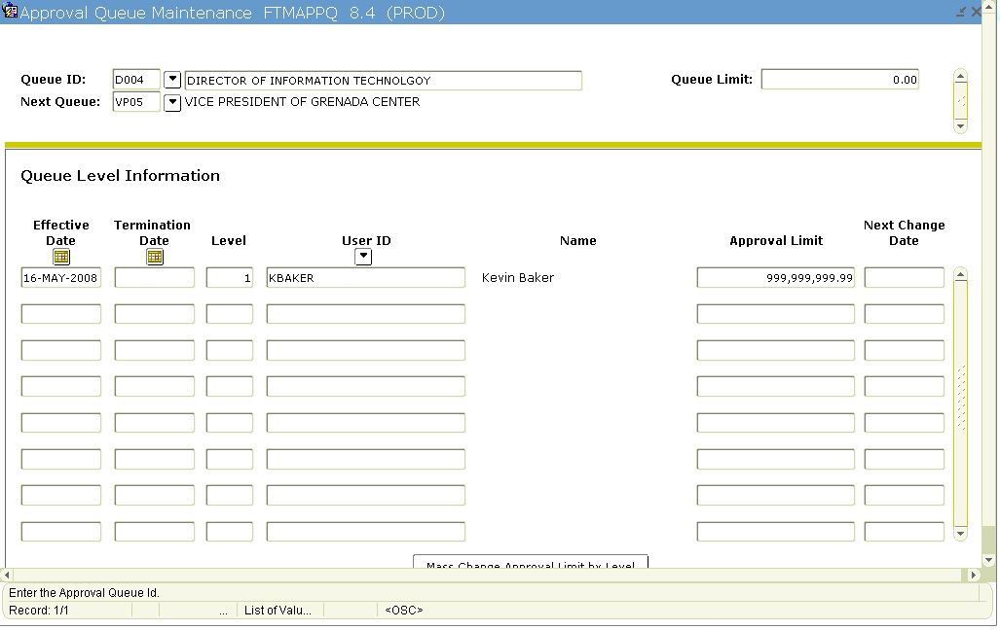 Approval Queue Maintenance FTMAPPQ 8.4 (PROD)
Queue ID: D004 DIRECTOR OF INFORMATION TECHNOLGOY Queue Limit: 0.00
Next Queue: VP05 VICE PRESIDENT OF GRENADA CENTER
Queue Level Information
Effective Date Termination Date Level User ID Name Approval Limit Next Change Date
16-MAY-2008 1 KBAKER Kevin Baker 999,999,999.99
Mass Change Approval Limit by Level
Enter the Approval Queue Id.
Record: 1/1 ... List of Valu... <OSC>